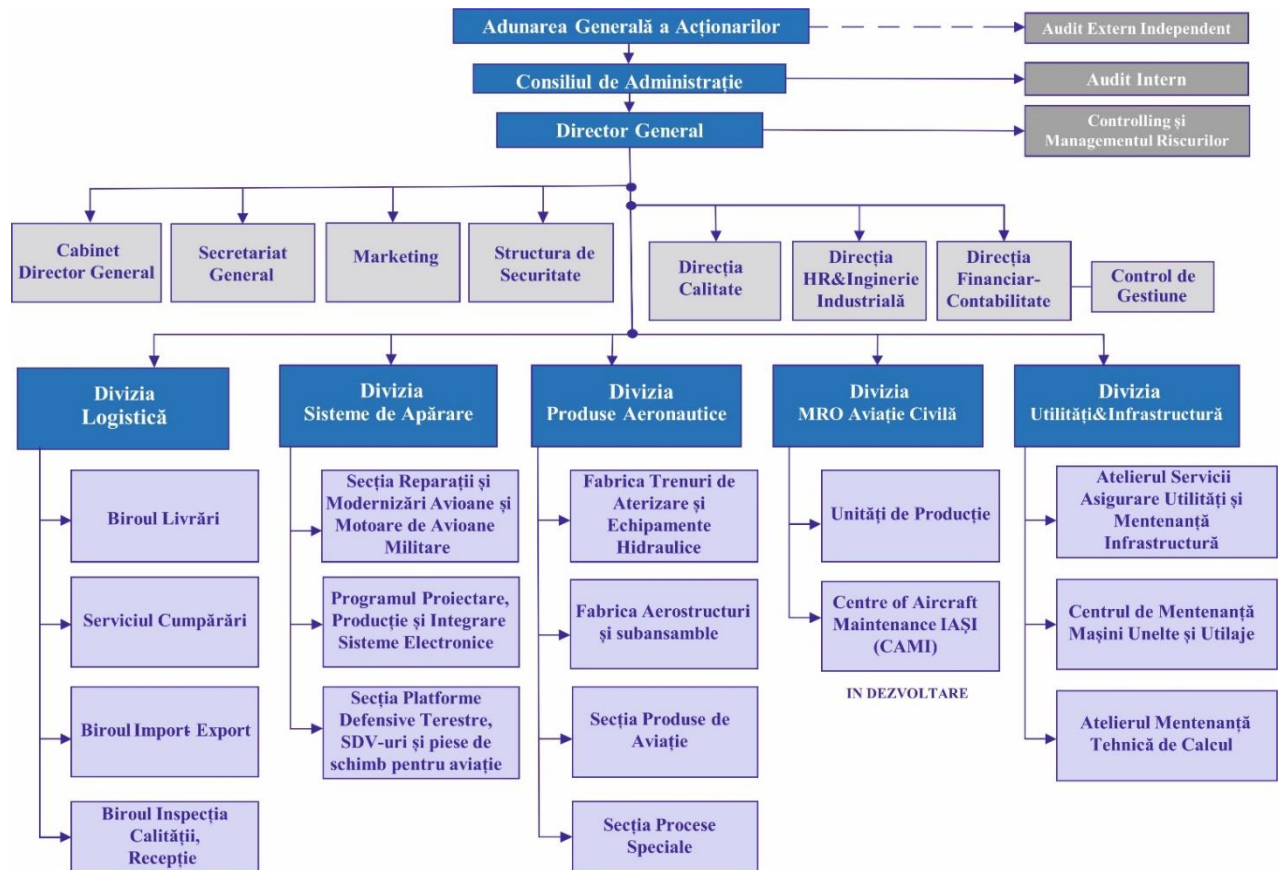 Adunarea Generală a Acționarilor
Audit Extern Independent
Consiliul de Administrație
Audit Intern
Director General
Controlling și
Managementul Riscurilor
Cabinet
Director General
Secretariat
General
Marketing
Structura de
Securitate
Direcția
Calitate
Direcția
HR&Inginerie
Industrială
Direcția
Financiar-
Contabilitate
Control de
Gestiune
Divizia
Logistică
Divizia
Sisteme de Apărare
Divizia
Produse Aeronautice
Divizia
MRO Aviație Civilă
Divizia
Utilități&Infrastructură
Biroul Livrări
Serviciul Cumpărări
Biroul Import- Export
Biroul Inspecția
Calității,
Recepție
Secția Reparații și
Modernizări Avioane și
Motoare de Avioane
Militare
Programul Proiectare,
Producție și Integrare
Sisteme Electronice
Secția Platforme
Defensive Terestre,
SDV-uri și piese de
schimb pentru aviație
Fabrica Trenuri de
Aterizare și
Echipamente
Hidraulice
Fabrica Aerostructuri
și subansamble
Secția Produse de
Aviație
Secția Procese
Speciale
Unități de Producție
Centre of Aircraft
Maintenance IAȘI
(CAMI)
IN DEZVOLTARE
Atelierul Servicii
Asigurare Utilități și
Mentenanță
Infrastructură
Centrul de Mentenanță
Mașini Unelte și Utilaje
Atelierul Mentenanță
Tehnică de Calcul